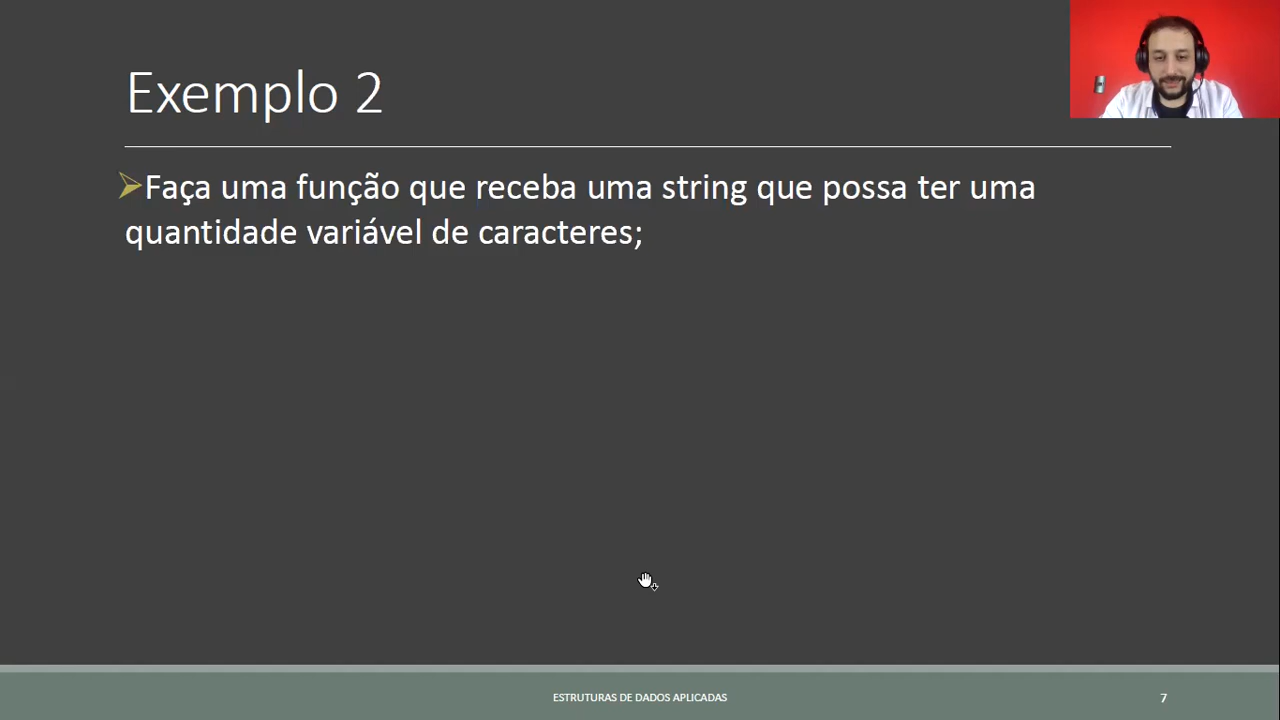 Exemplo 2
Faça uma função que receba uma string que possa ter uma
quantidade variável de caracteres;
ESTRUTURAS DE DADOS APLICADAS
7